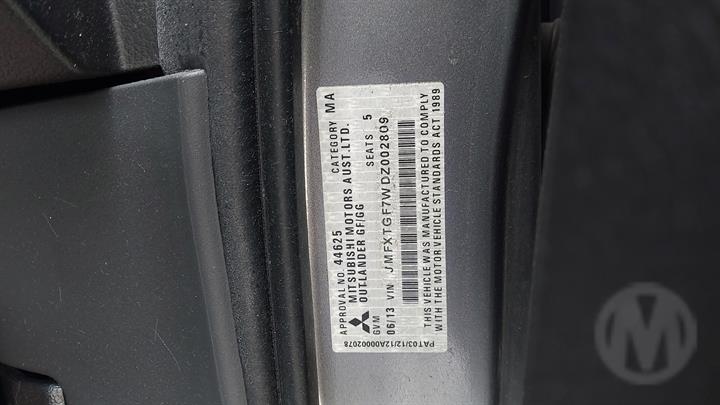 APPROVAL NO. 44625 CATEGORY MA
MITSUBISHI MOTORS AUST.LTD.
OUTLANDER GF/GG
GVM SEATS 5
06/13 VIN JMFXTGF7WDZ002809
THIS VEHICLE WAS MANUFACTURED TO COMPLY
WITH THE MOTOR VEHICLE STANDARDS ACT 1989
PAT03/12/12A00002078
M